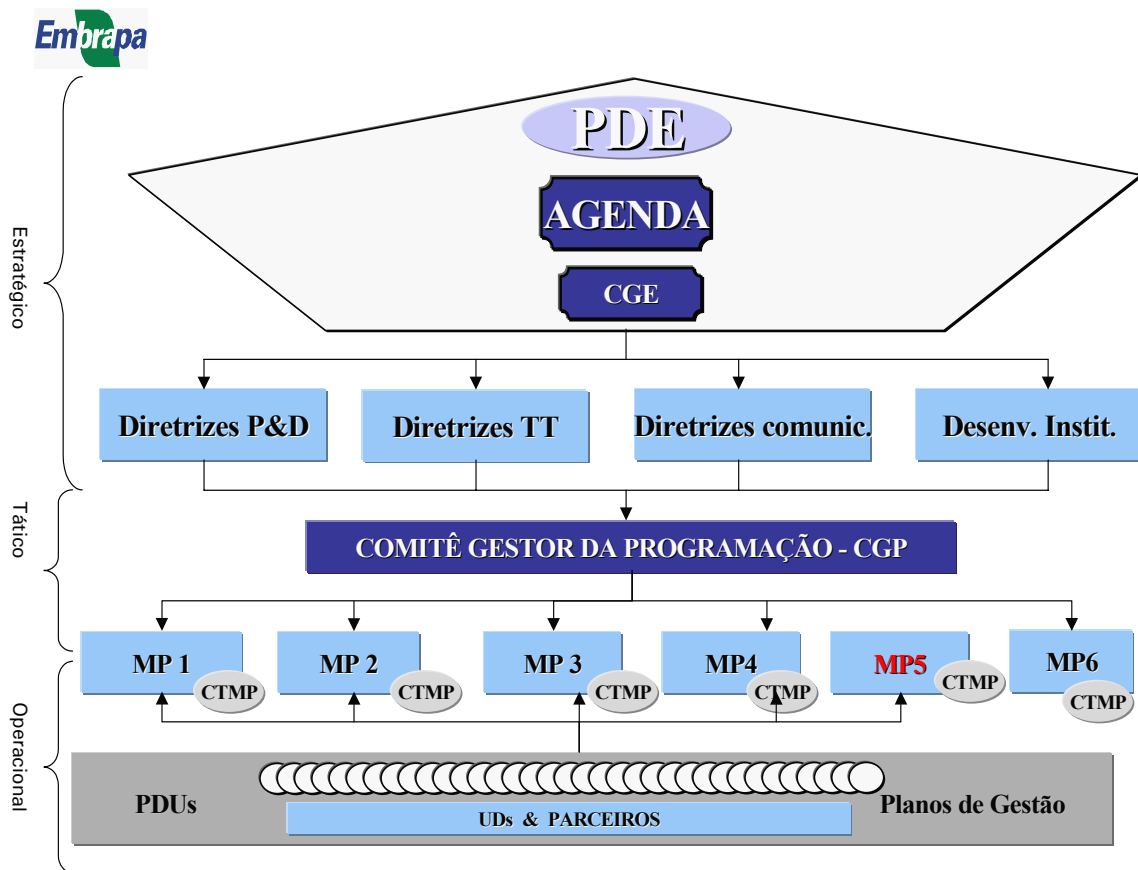 Embrapa
PDE
AGENDA
CGE
Estratégico
Diretrizes P&D
Diretrizes TT
Diretrizes comunic.
Desenv. Instit.
Tático
COMITÊ GESTOR DA PROGRAMAÇÃO - CGP
MP 1
CTMP
MP 2
CTMP
MP 3
CTMP
MP4
CTMP
MP5
CTMP
MP6
CTMP
Operacional
PDUs
UDs & PARCEIROS
Planos de Gestão